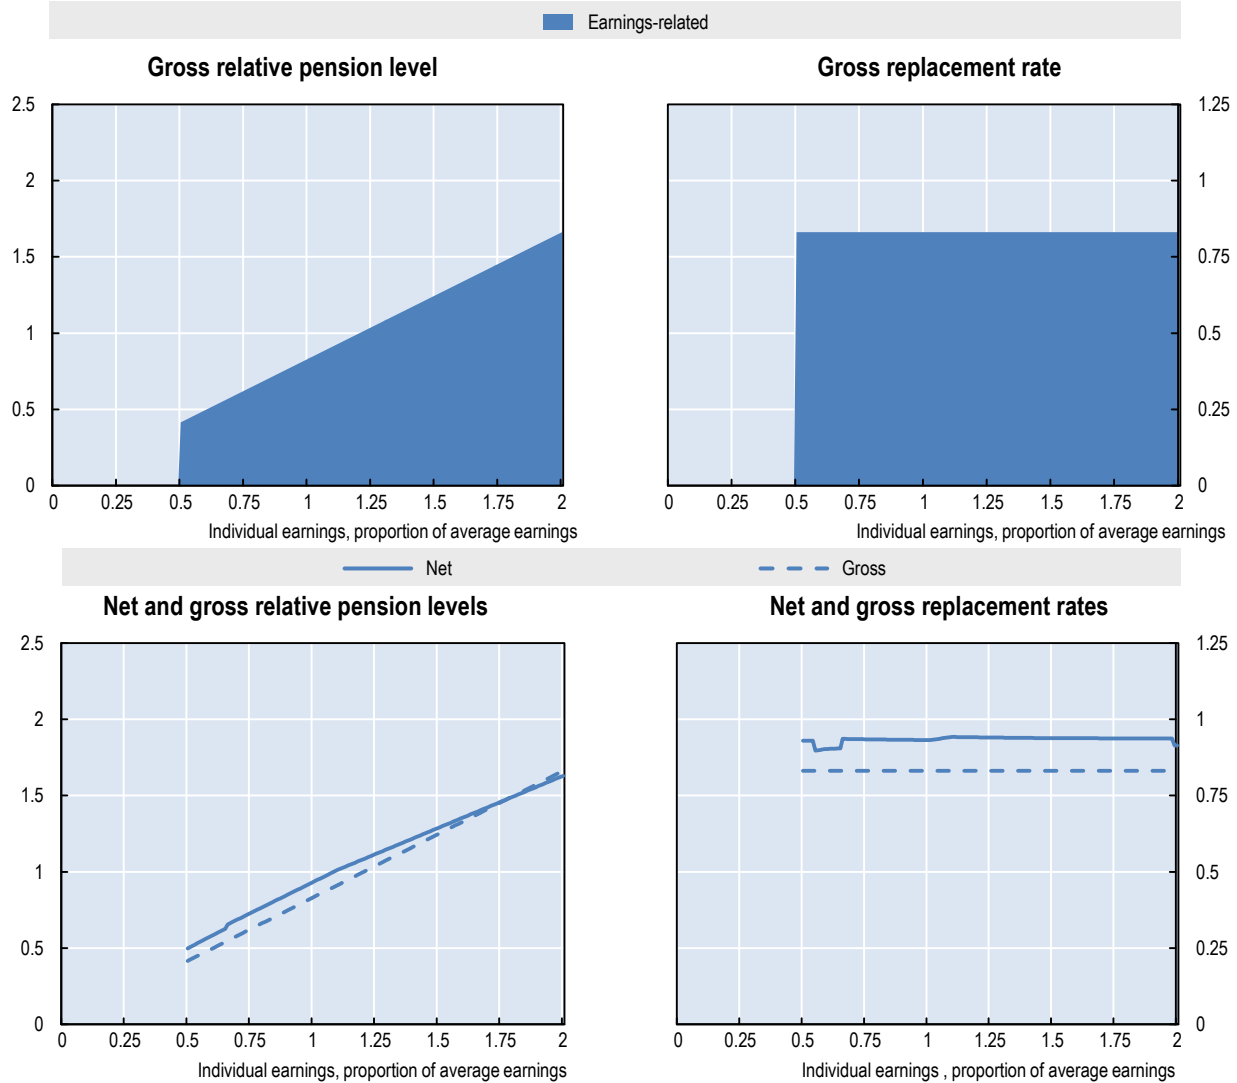 Earnings-related
Gross relative pension level
Gross replacement rate
2.5
2
1.5
1
0.5
0
0 0.25 0.5 0.75 1 1.25 1.5 1.75 2
Individual earnings, proportion of average earnings
1.25
1
0.75
0.5
0.25
0
0 0.25 0.5 0.75 1 1.25 1.5 1.75 2
Individual earnings, proportion of average earnings
Net Gross
Net and gross relative pension levels
Net and gross replacement rates
2.5
2
1.5
1
0.5
0
0 0.25 0.5 0.75 1 1.25 1.5 1.75 2
Individual earnings, proportion of average earnings
1.25
1
0.75
0.5
0.25
0
0 0.25 0.5 0.75 1 1.25 1.5 1.75 2
Individual earnings , proportion of average earnings